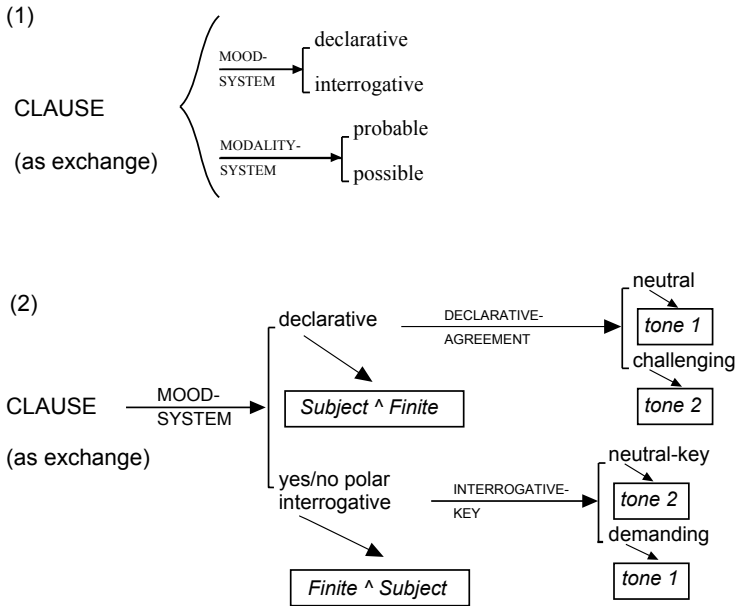 (1)
declarative
MOOD-
SYSTEM
interrogative
CLAUSE
(as exchange)
probable
MODALITY-
SYSTEM
possible
(2)
neutral
declarative
DECLARATIVE-
AGREEMENT
tone 1
challenging
CLAUSE
(as exchange)
MOOD-
SYSTEM
Subject ^ Finite
tone 2
neutral-key
yes/no polar
interrogative
INTERROGATIVE-
KEY
tone 2
demanding
Finite ^ Subject
tone 1